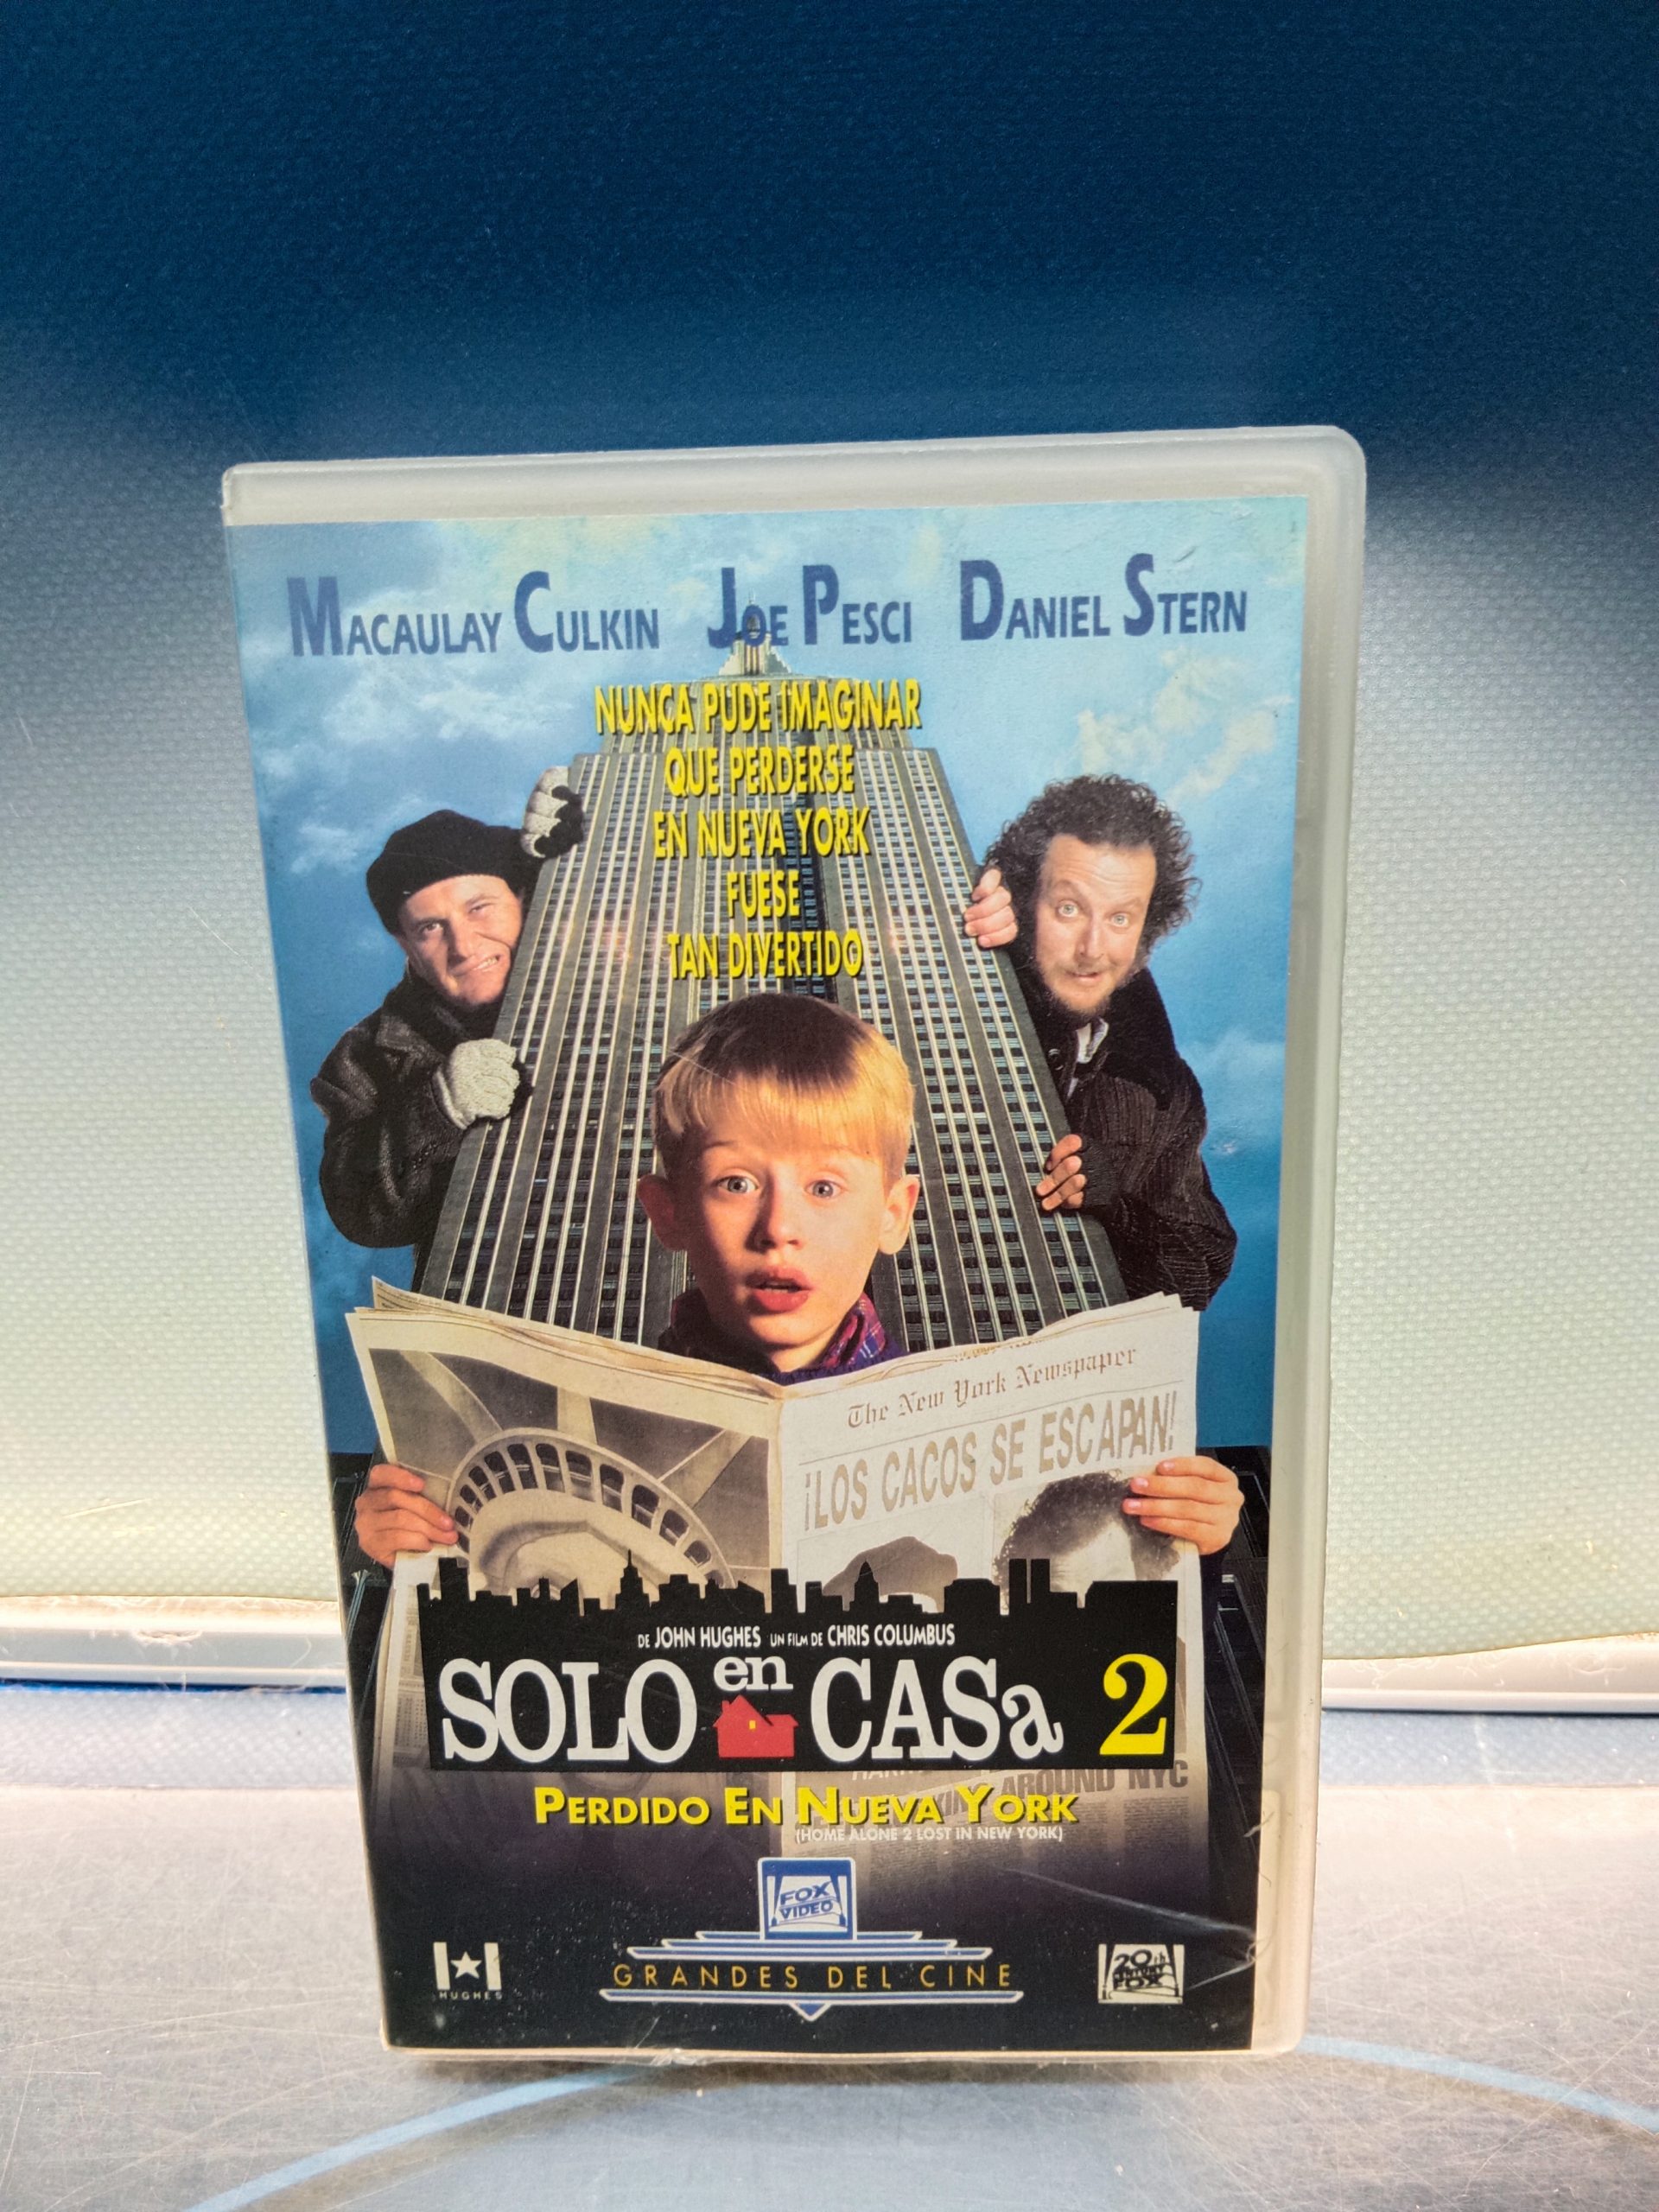 MACAULAY CULKIN JOE PESCI DANIEL STERN
NUNCA PUDE IMAGINAR
QUE PERDERSE
EN NUEVA YORK
FUESE
TAN DIVERTIDO
The New York Newspaper
¡LOS CACOS SE ESCAPAN!
DE JOHN HUGHES UN FILM DE CHRIS COLUMBUS
SOLO en CASa 2
AROUND NYC
PERDIDO EN NUEVA YORK
(HOME ALONE 2 LOST IN NEW YORK)
FOX
VIDEO
GRANDES DEL CINE
HUGHES
20th
CENTURY
FOX